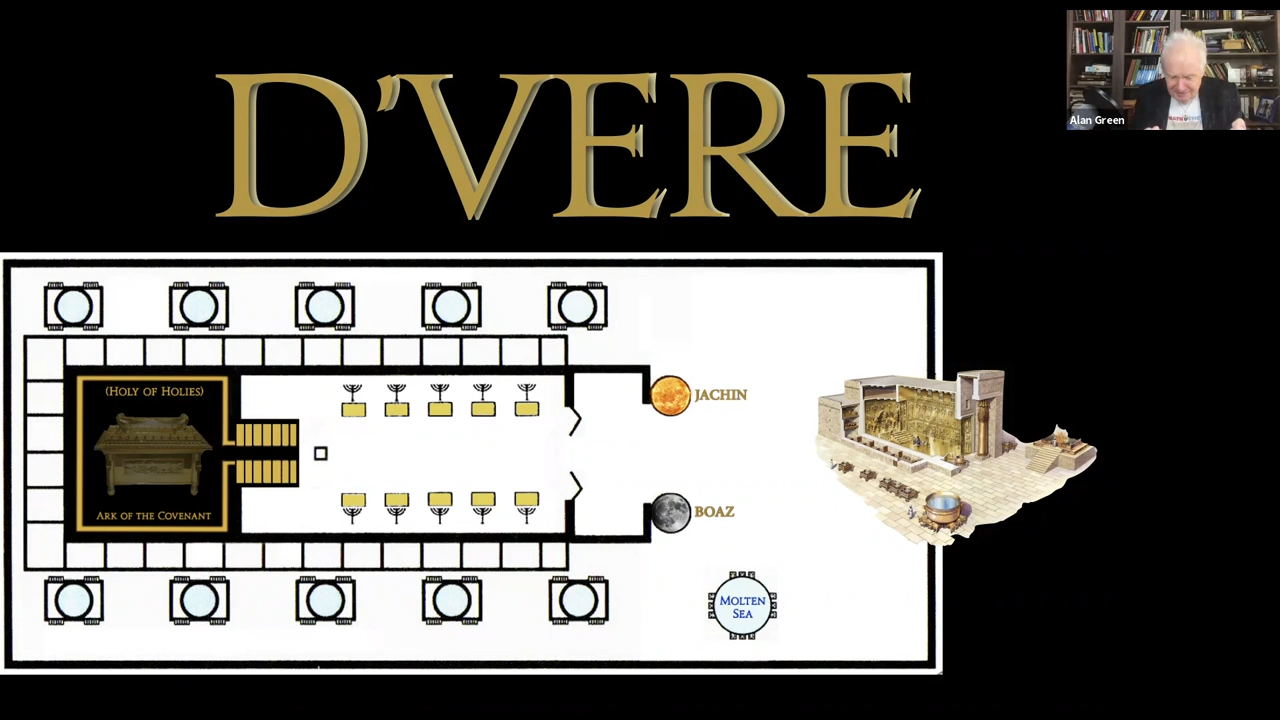 D'VERE
Alan Green
(HOLY OF HOLIES)
ARK OF THE COVENANT
JACHIN
BOAZ
MOLTEN
SEA